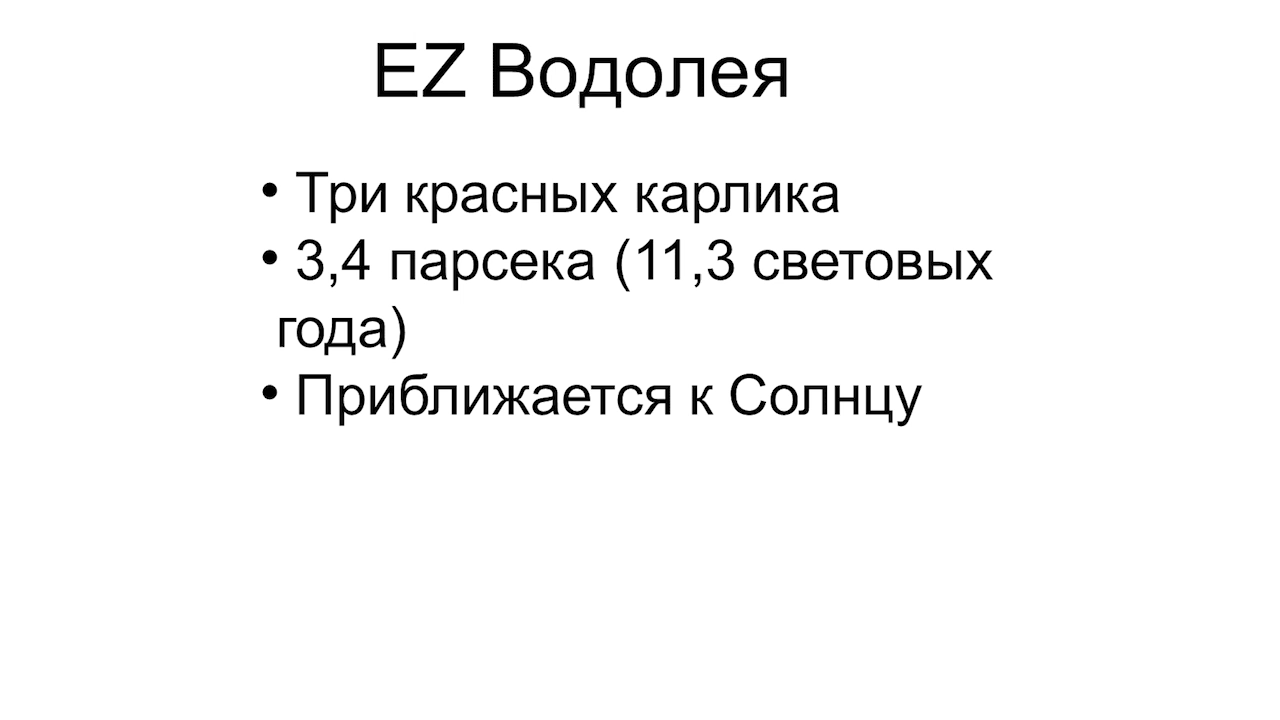 EZ Водолея
• Три красных карлика
• 3,4 парсека (11,3 световых
года)
• Приближается к Солнцу